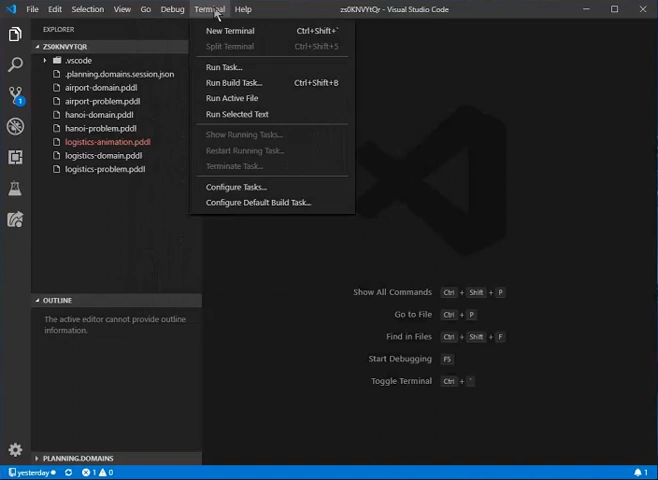 File Edit Selection View Go Debug Terminal Help zs0KNVYtQr - Visual Studio Code
EXPLORER
ZS0KNVYTQR
.vscode
.planning.domains.session.json
airport-domain.pddl
airport-problem.pddl
hanoi-domain.pddl
hanoi-problem.pddl
logistics-animation.pddl
logistics-domain.pddl
logistics-problem.pddl
New Terminal Ctrl+Shift+`
Split Terminal Ctrl+Shift+5
Run Task...
Run Build Task... Ctrl+Shift+B
Run Active File
Run Selected Text
Show Running Tasks...
Restart Running Task...
Terminate Task...
Configure Tasks...
Configure Default Build Task...
OUTLINE
The active editor cannot provide outline
information.
Show All Commands Ctrl + Shift + P
Go to File Ctrl + P
Find in Files Ctrl + Shift + F
Start Debugging F5
Toggle Terminal Ctrl + `
PLANNING.DOMAINS
1
yesterday 1 0 1